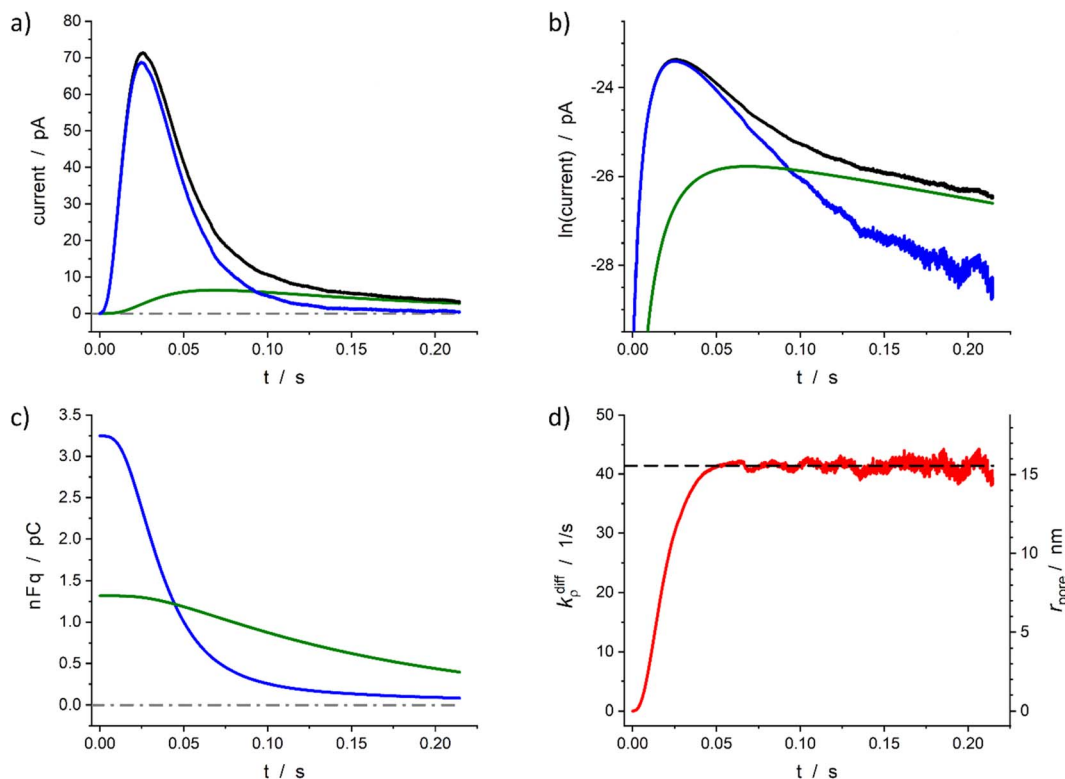 a)
80
70
60
50
40
30
20
10
0
current / pA
0.00 0.05 0.10 0.15 0.20
t / s
b)
-24
-26
-28
ln(current) / pA
0.00 0.05 0.10 0.15 0.20
t / s
c)
3.5
3.0
2.5
2.0
1.5
1.0
0.5
0.0
nFq / pC
0.00 0.05 0.10 0.15 0.20
t / s
d)
50
40
30
20
10
0
k_ρ^diff / 1/s
15
10
5
0
r_pore / nm
0.00 0.05 0.10 0.15 0.20
t / s